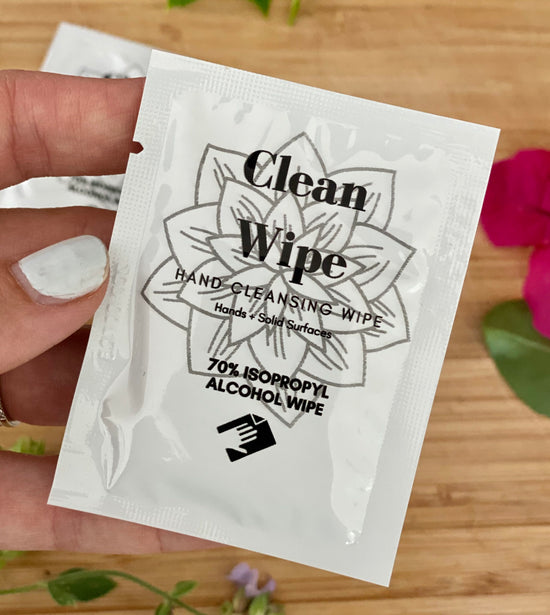 Clean
Wipe
HAND CLEANSING WIPE
Hands + Solid Surfaces
70% ISOPROPYL
ALCOHOL WIPE